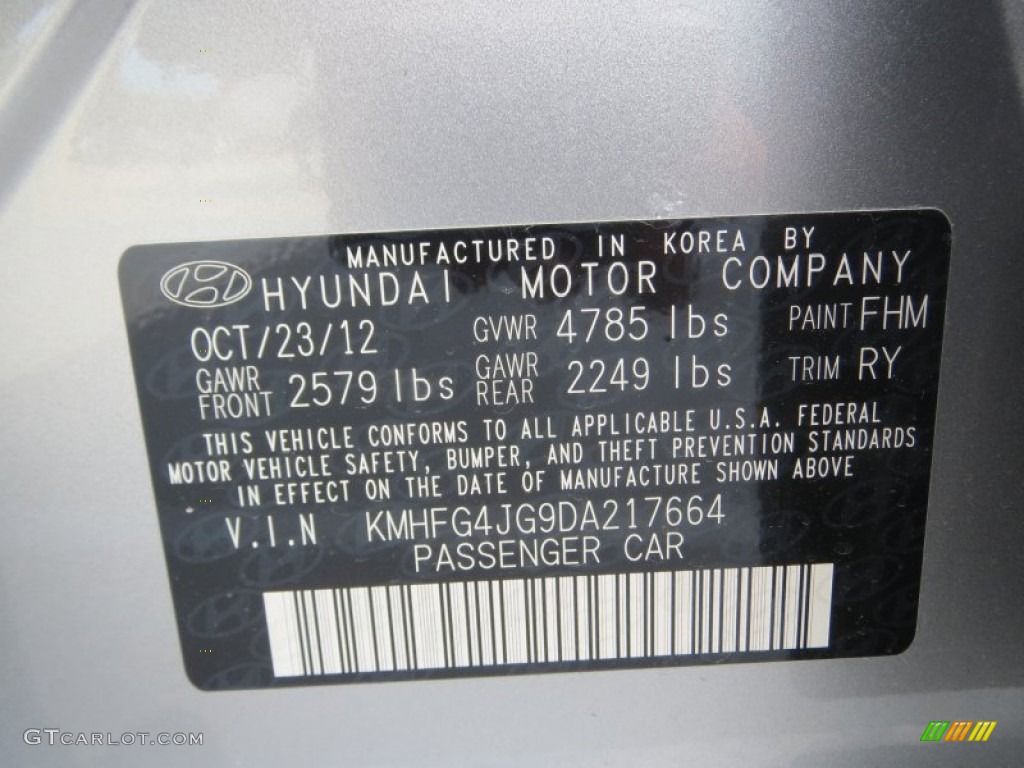 MANUFACTURED IN KOREA BY
HYUNDAI MOTOR COMPANY
OCT/23/12 GVWR 4785 lbs PAINT FHM
GAWR FRONT 2579 lbs GAWR REAR 2249 lbs TRIM RY
THIS VEHICLE CONFORMS TO ALL APPLICABLE U.S.A. FEDERAL
MOTOR VEHICLE SAFETY, BUMPER, AND THEFT PREVENTION STANDARDS
IN EFFECT ON THE DATE OF MANUFACTURE SHOWN ABOVE
V.I.N KMHFG4JG9DA217664
PASSENGER CAR
GTCARLOT.COM